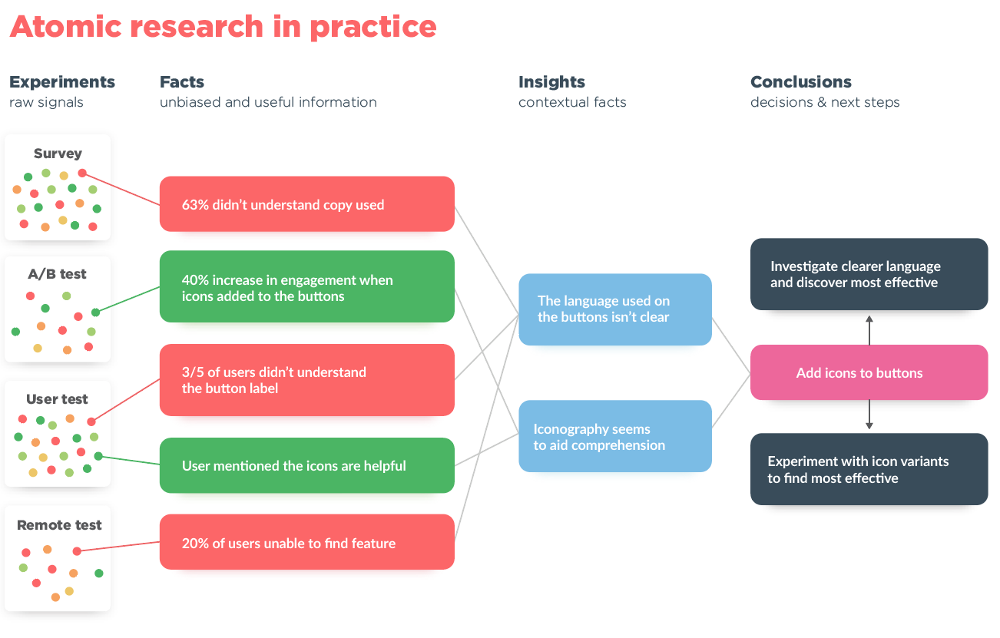 Atomic research in practice
Experiments
raw signals
Facts
unbiased and useful information
Insights
contextual facts
Conclusions
decisions & next steps
Survey
A/B test
User test
Remote test
63% didn’t understand copy used
40% increase in engagement when
icons added to the buttons
3/5 of users didn’t understand
the button label
User mentioned the icons are helpful
20% of users unable to find feature
The language used on
the buttons isn’t clear
Iconography seems
to aid comprehension
Investigate clearer language
and discover most effective
Add icons to buttons
Experiment with icon variants
to find most effective